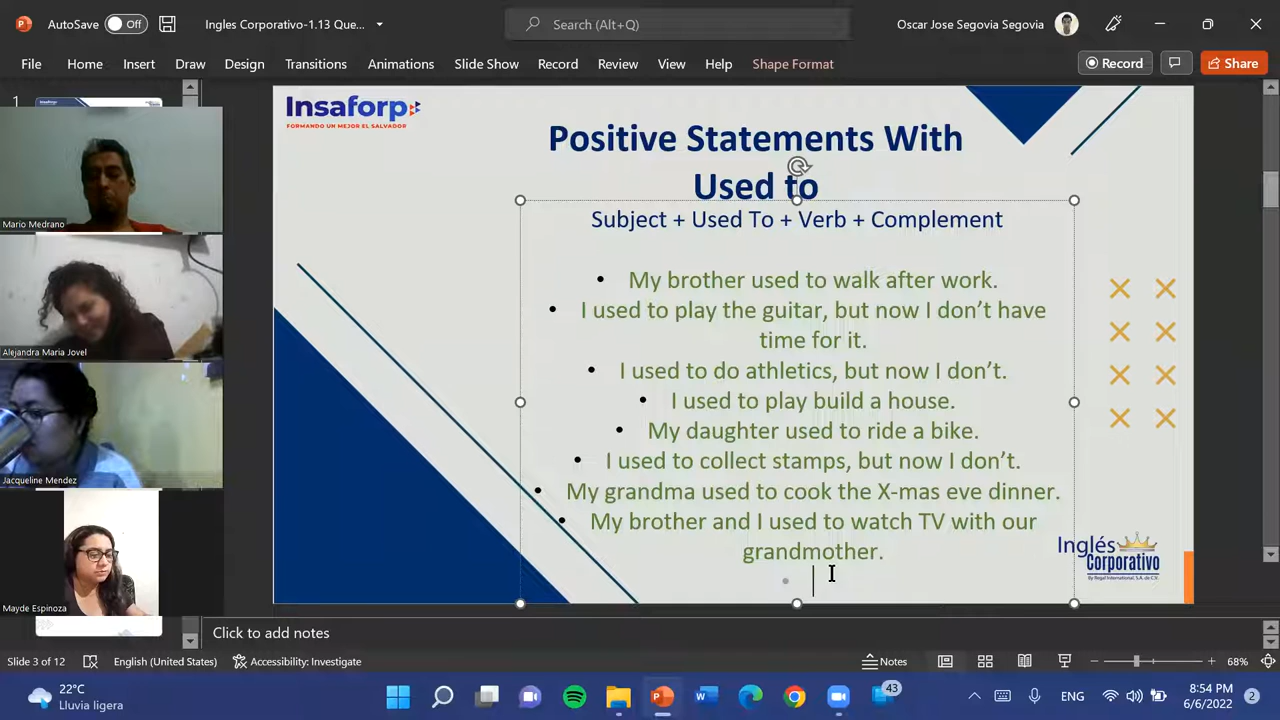 AutoSave
Off
Ingles Corporativo-1.13 Que...
Search (Alt+Q)
Oscar Jose Segovia Segovia
File
Home
Insert
Draw
Design
Transitions
Animations
Slide Show
Record
Review
View
Help
Shape Format
Record
Share
1
Insaforp
FORMANDO UN MEJOR EL SALVADOR
Positive Statements With
Used to
Subject + Used To + Verb + Complement
• My brother used to walk after work.
• I used to play the guitar, but now I don't have
time for it.
• I used to do athletics, but now I don't.
• I used to play build a house.
• My daughter used to ride a bike.
• I used to collect stamps, but now I don't.
• My grandma used to cook the X-mas eve dinner.
• My brother and I used to watch TV with our
grandmother.
Inglés
Corporativo
By Regal International, S.A. de C.V.
Mario Medrano
Alejandra Maria Jovel
Jacqueline Mendez
Mayde Espinoza
Click to add notes
Slide 3 of 12
English (United States)
Accessibility: Investigate
Notes
68%
22°C
Lluvia ligera
43
ENG
8:54 PM
6/6/2022
2